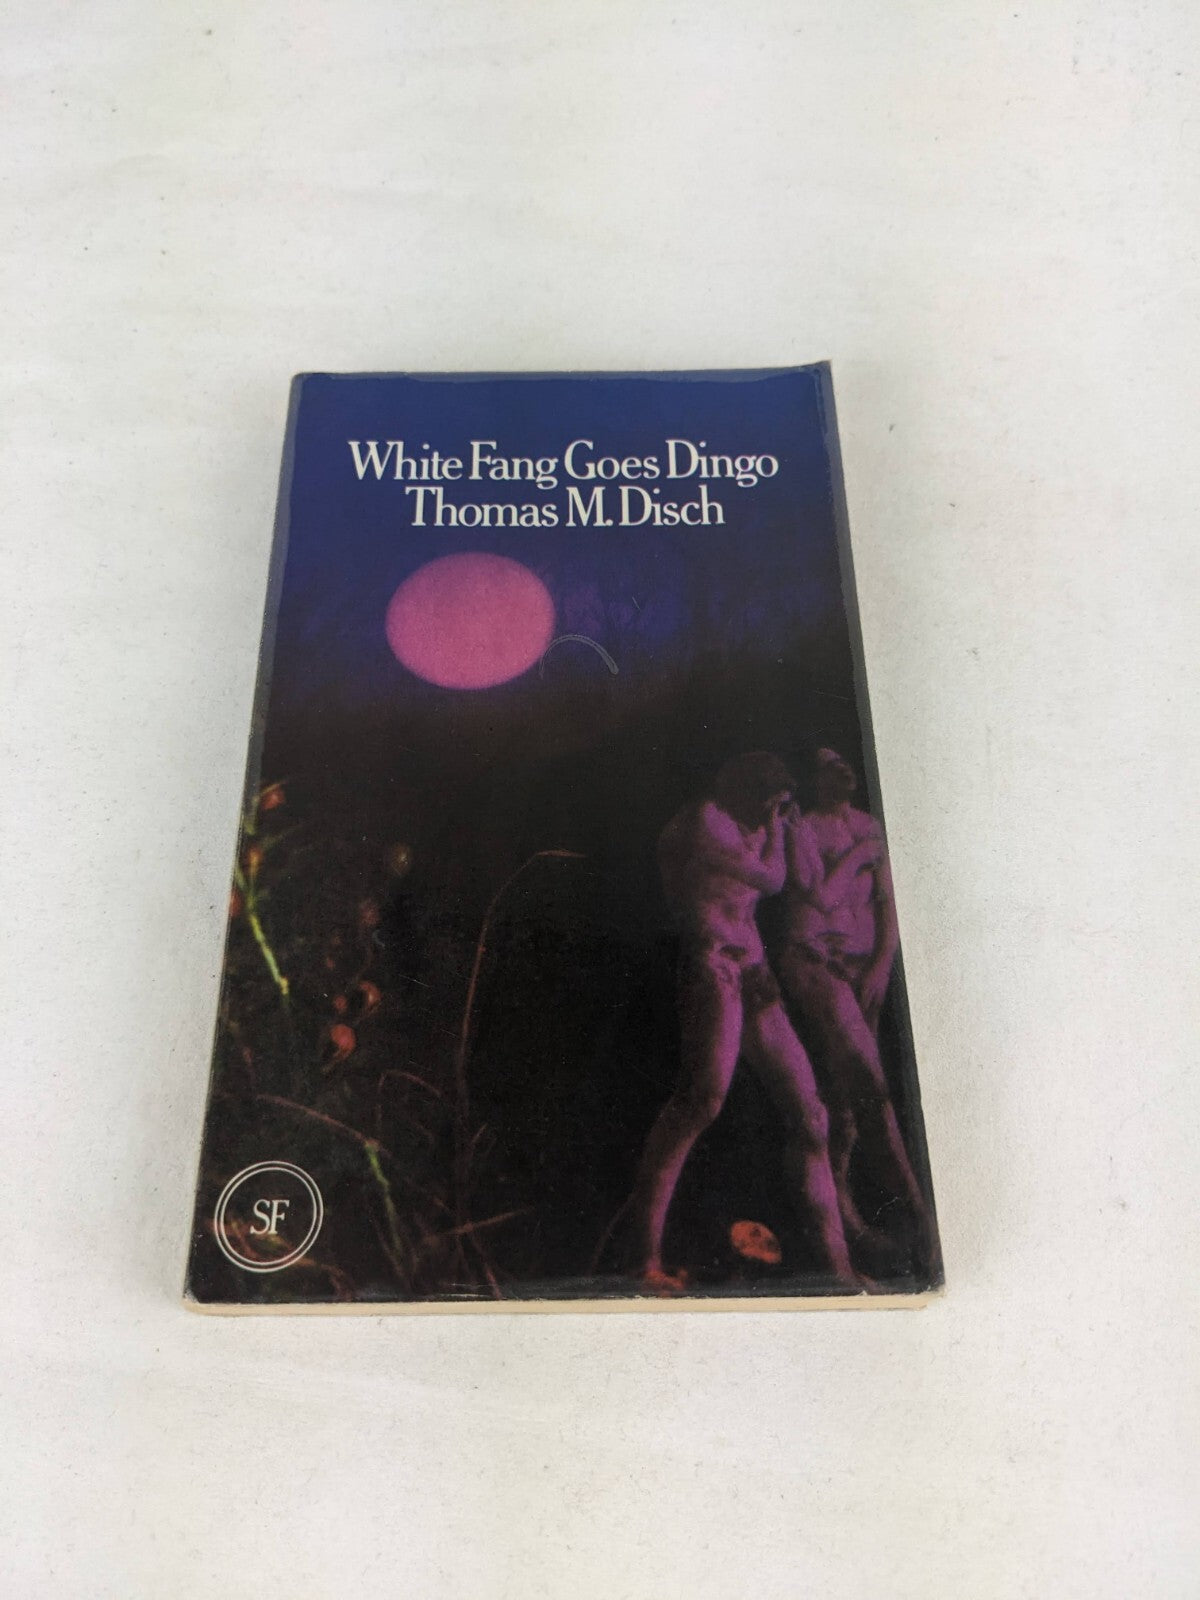 White Fang Goes Dingo
Thomas M. Disch
SF